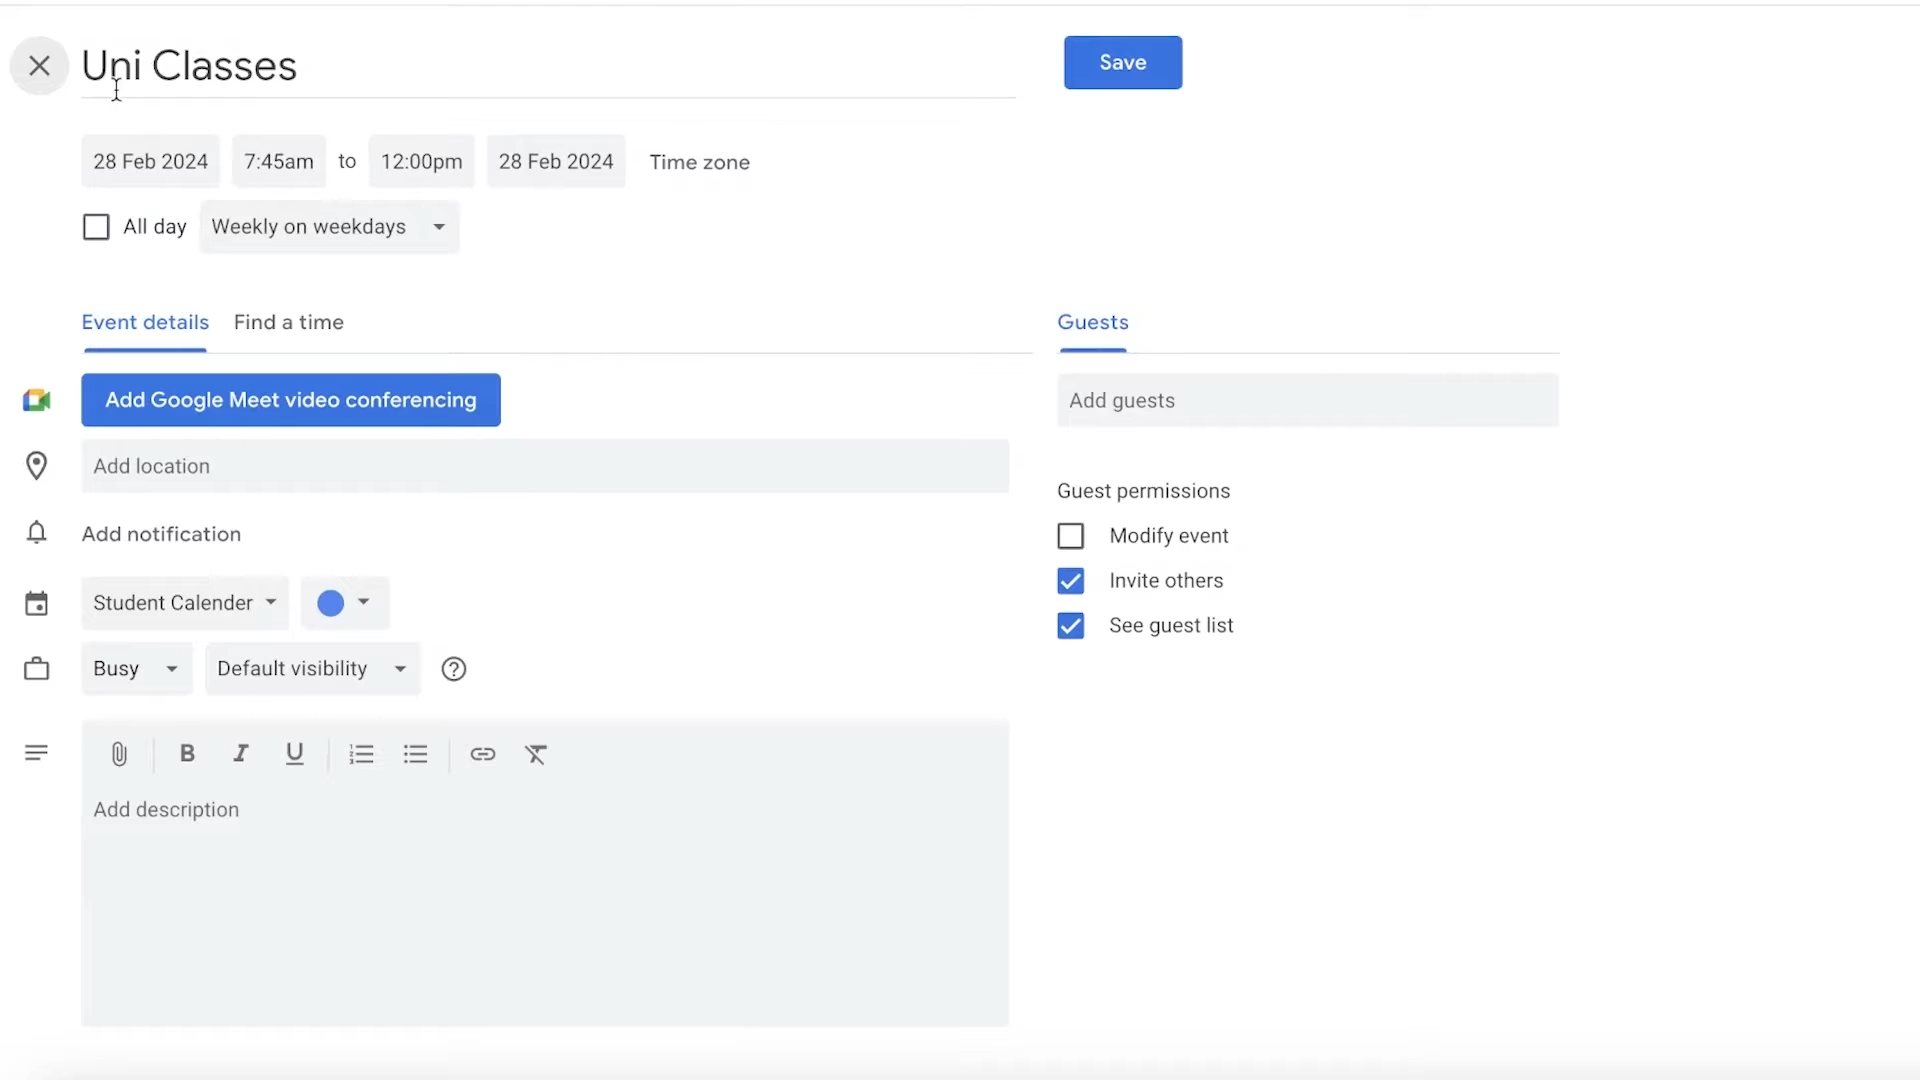 Uni Classes
Save
28 Feb 2024 7:45am to 12:00pm 28 Feb 2024 Time zone
All day Weekly on weekdays
Event details Find a time
Guests
Add Google Meet video conferencing
Add guests
Add location
Guest permissions
Add notification
Modify event
Invite others
Student Calender
See guest list
Busy Default visibility
B I U
Add description